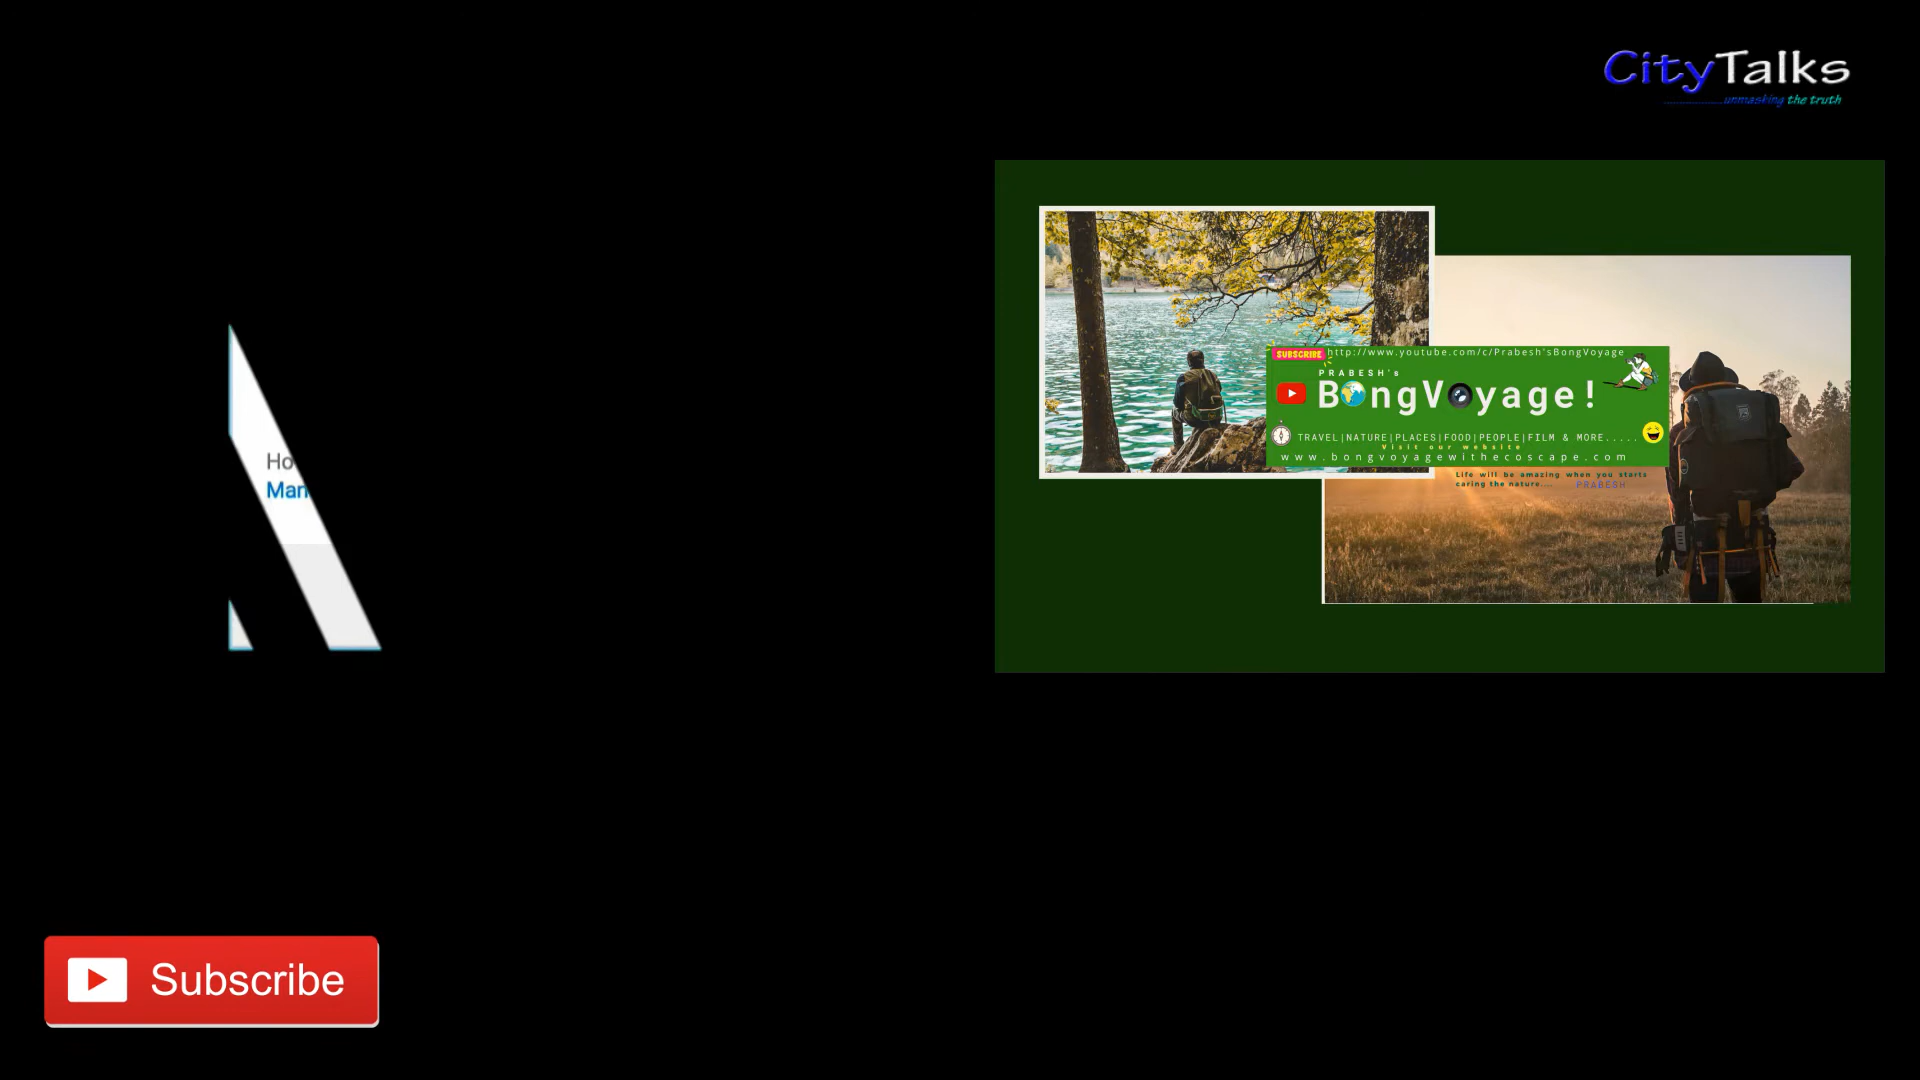 CityTalks
unmasking the truth
SUBSCRIBE http://www.youtube.com/c/Prabesh'sBongVoyage
PRABESH's
BongVoyage!
TRAVEL|NATURE|PLACES|FOOD|PEOPLE|FILM & MORE.....
Visit our website
www.bongvoyagewithecoscape.com
Life will be amazing when you starts
caring the nature....
PRABESH
Ho
Man
Subscribe